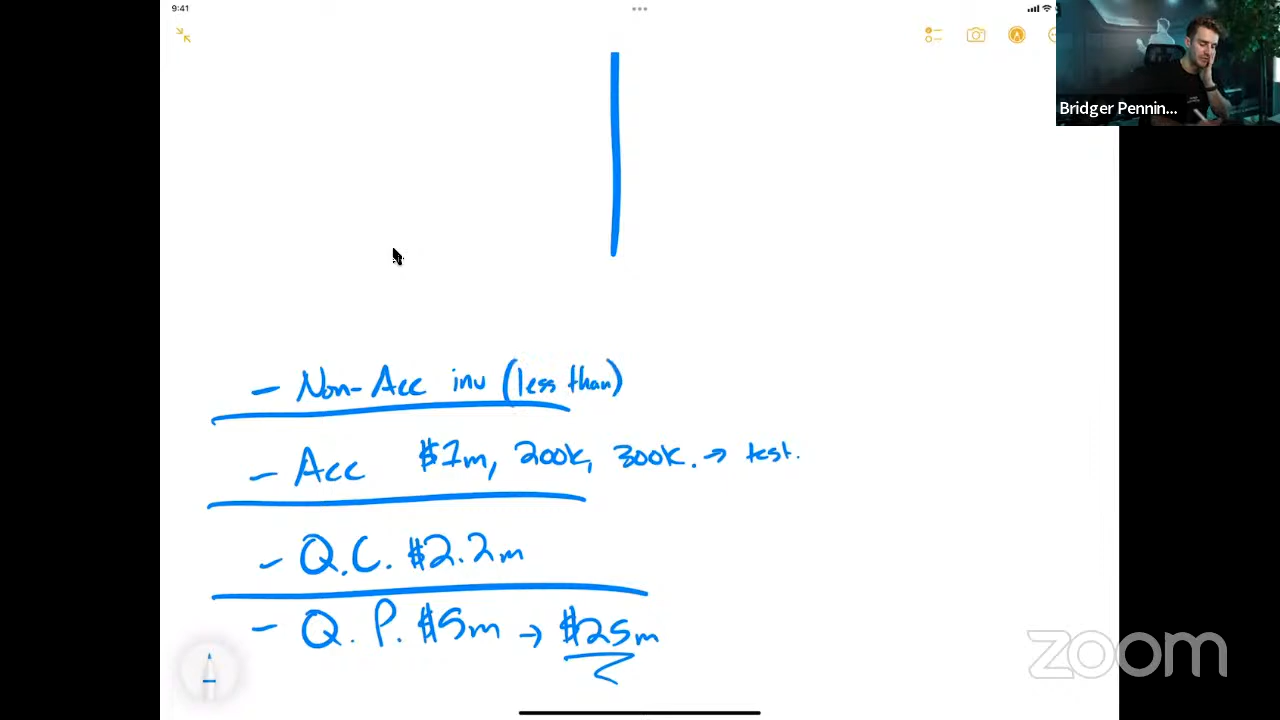 9:41
Bridger Pennin...
- Non-Acc inv (less than)
- Acc $1m, 200k, 300k. → test.
- Q.C. $2.2m
- Q.P. $5m → $25m
zoom